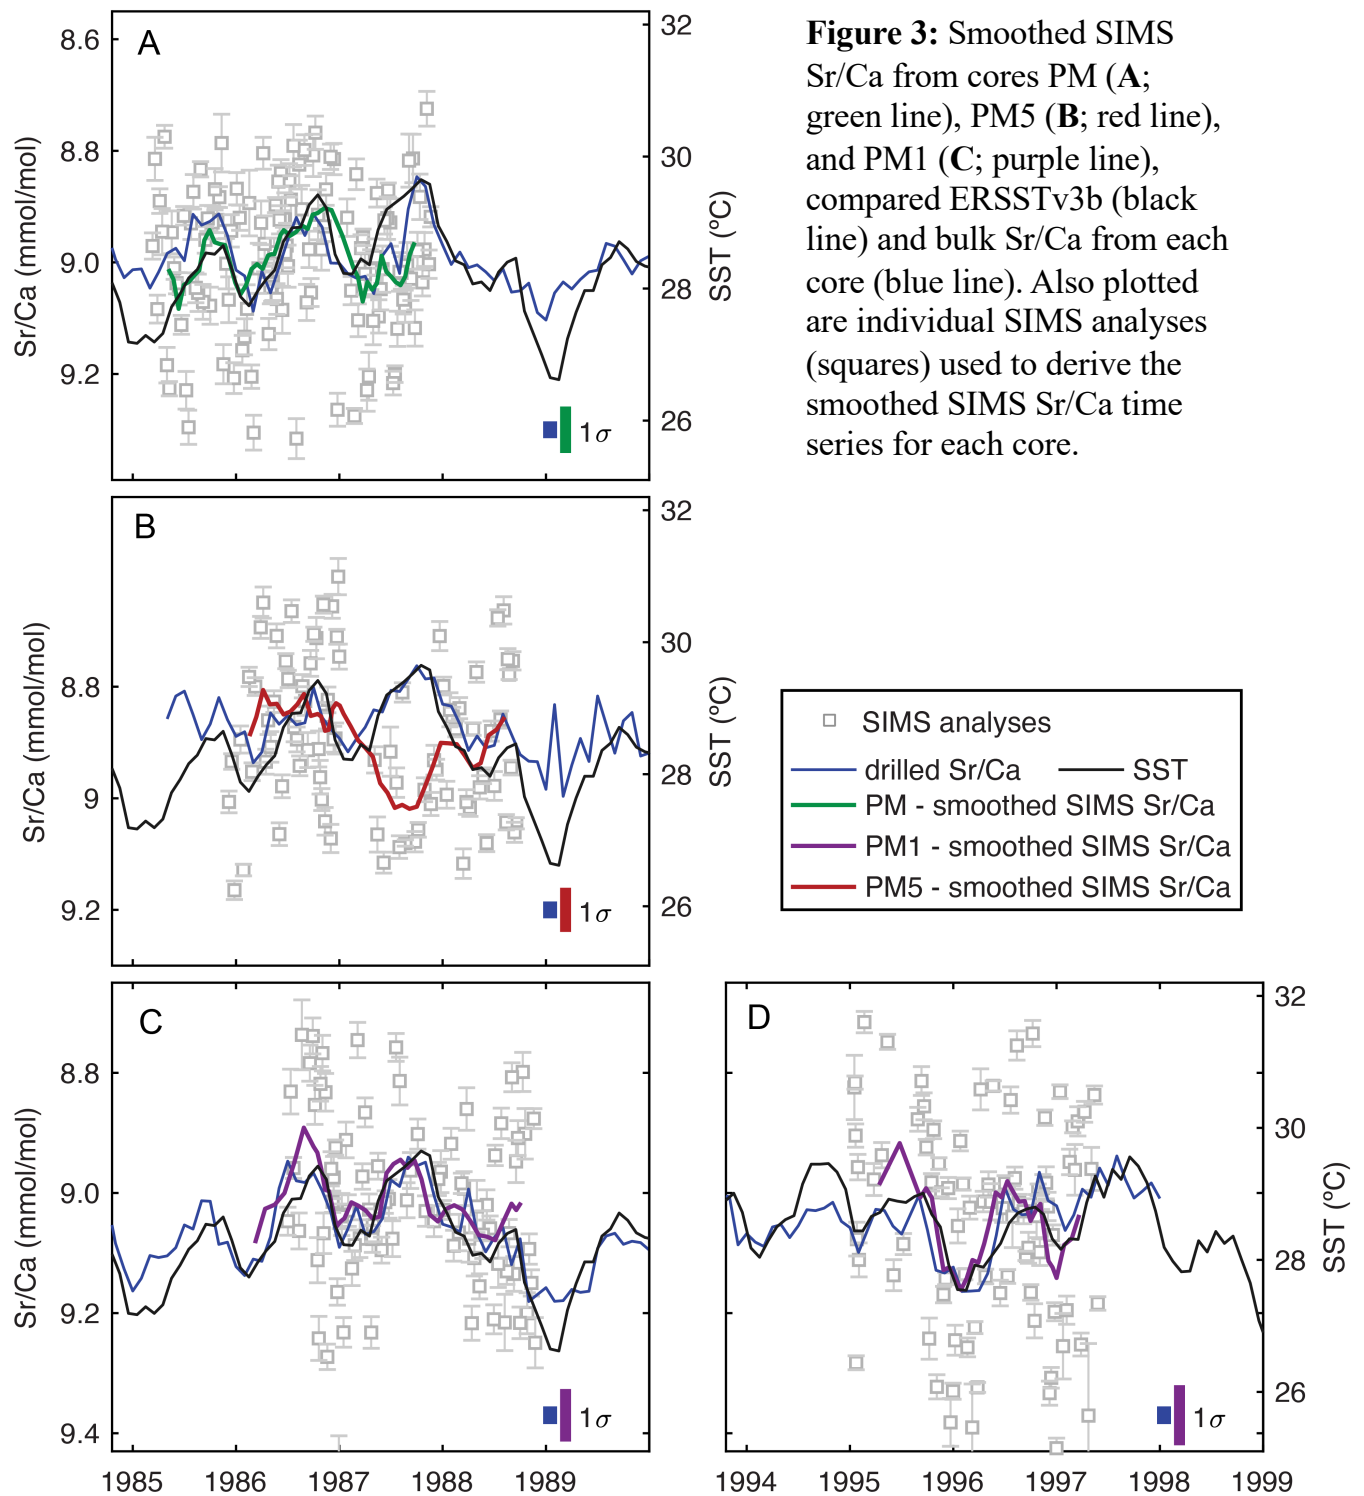 A
8.6
8.8
9.0
9.2
Sr/Ca (mmol/mol)
32
30
28
26
SST (ºC)
1σ
Figure 3: Smoothed SIMS
Sr/Ca from cores PM (A;
green line), PM5 (B; red line),
and PM1 (C; purple line),
compared ERSSTv3b (black
line) and bulk Sr/Ca from each
core (blue line). Also plotted
are individual SIMS analyses
(squares) used to derive the
smoothed SIMS Sr/Ca time
series for each core.
B
8.8
9
9.2
Sr/Ca (mmol/mol)
32
30
28
26
SST (ºC)
1σ
SIMS analyses
drilled Sr/Ca SST
PM - smoothed SIMS Sr/Ca
PM1 - smoothed SIMS Sr/Ca
PM5 - smoothed SIMS Sr/Ca
C
8.8
9.0
9.2
9.4
Sr/Ca (mmol/mol)
1σ
1985 1986 1987 1988 1989
D
32
30
28
26
SST (ºC)
1σ
1994 1995 1996 1997 1998 1999